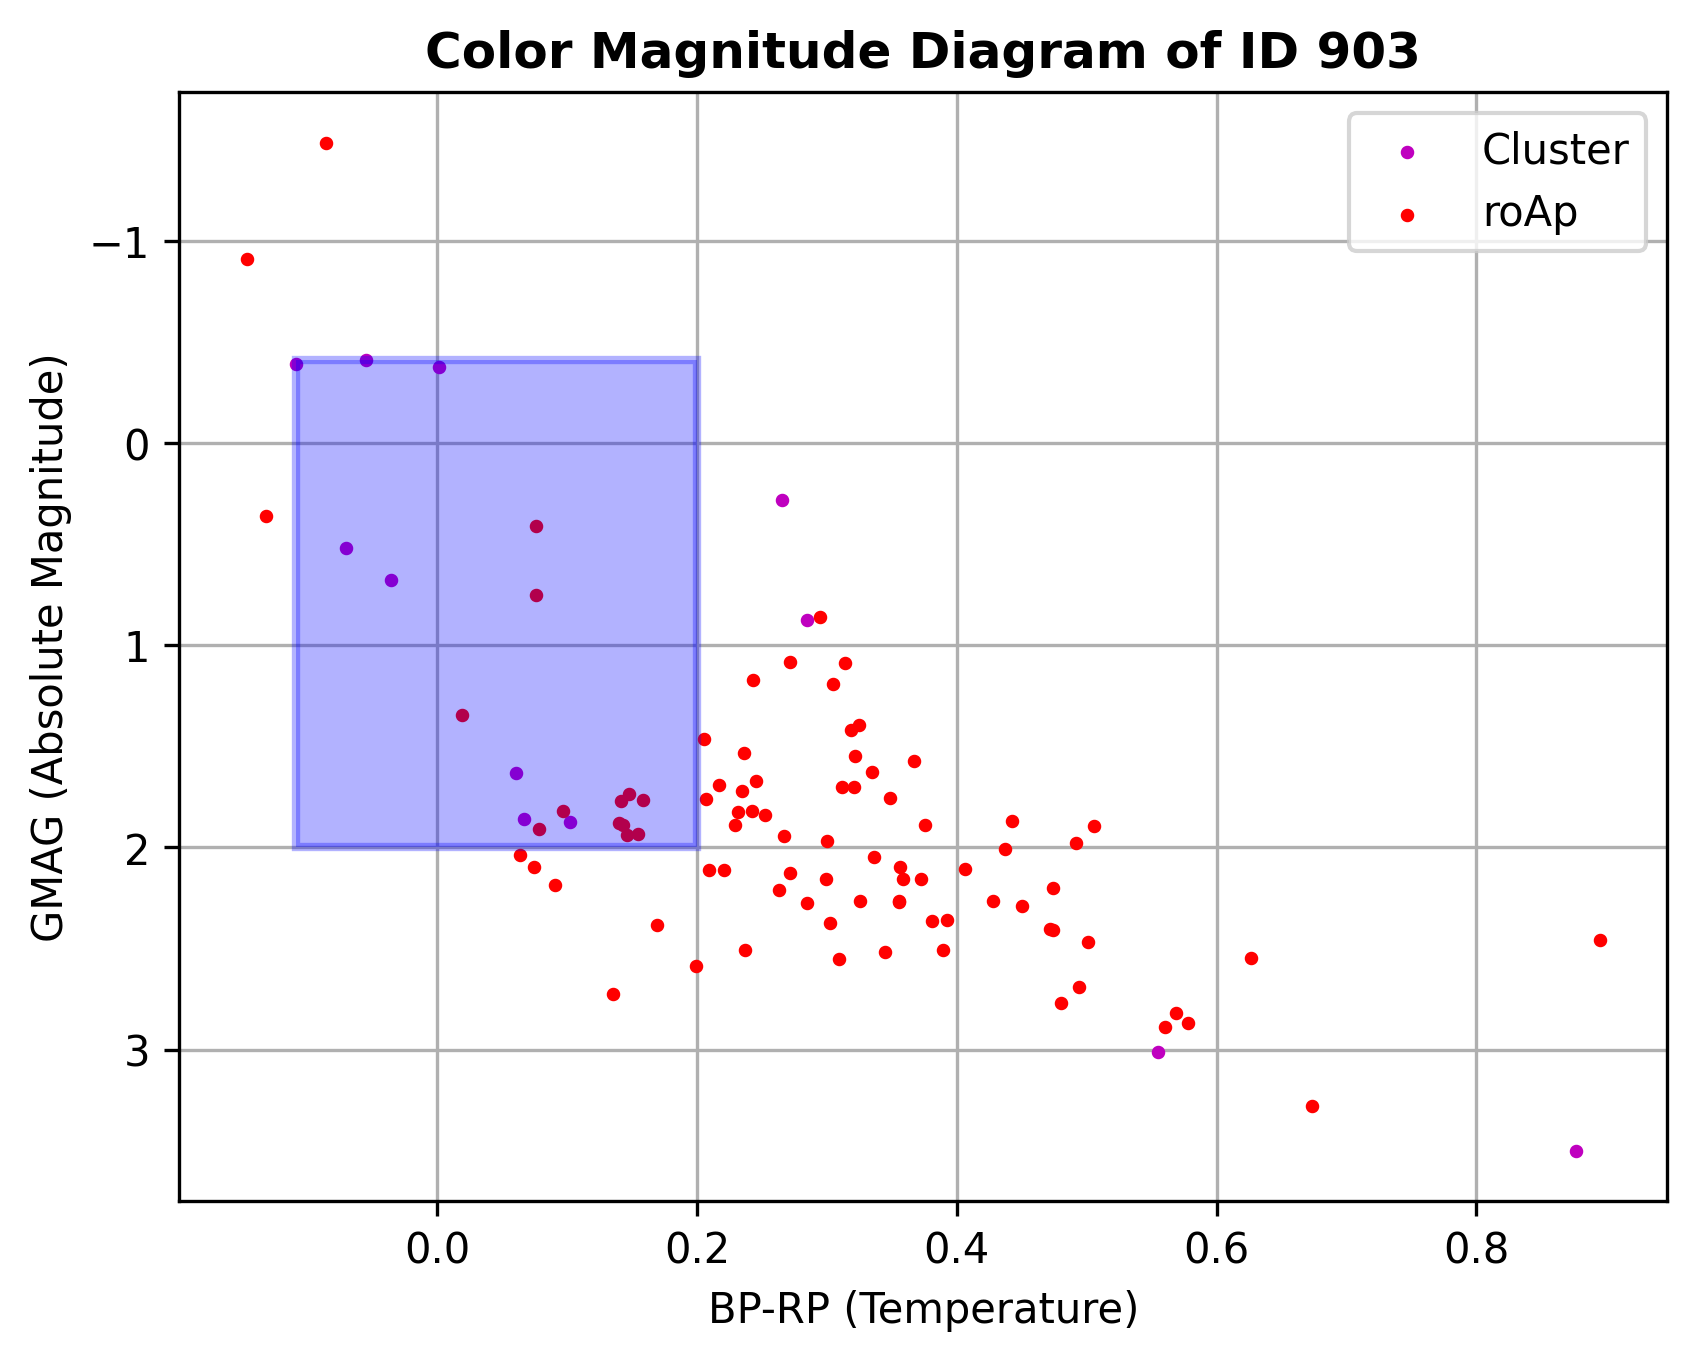 Color Magnitude Diagram of ID 903
Cluster
roAp
−1
0
1
2
3
GMAG (Absolute Magnitude)
0.0 0.2 0.4 0.6 0.8
BP-RP (Temperature)